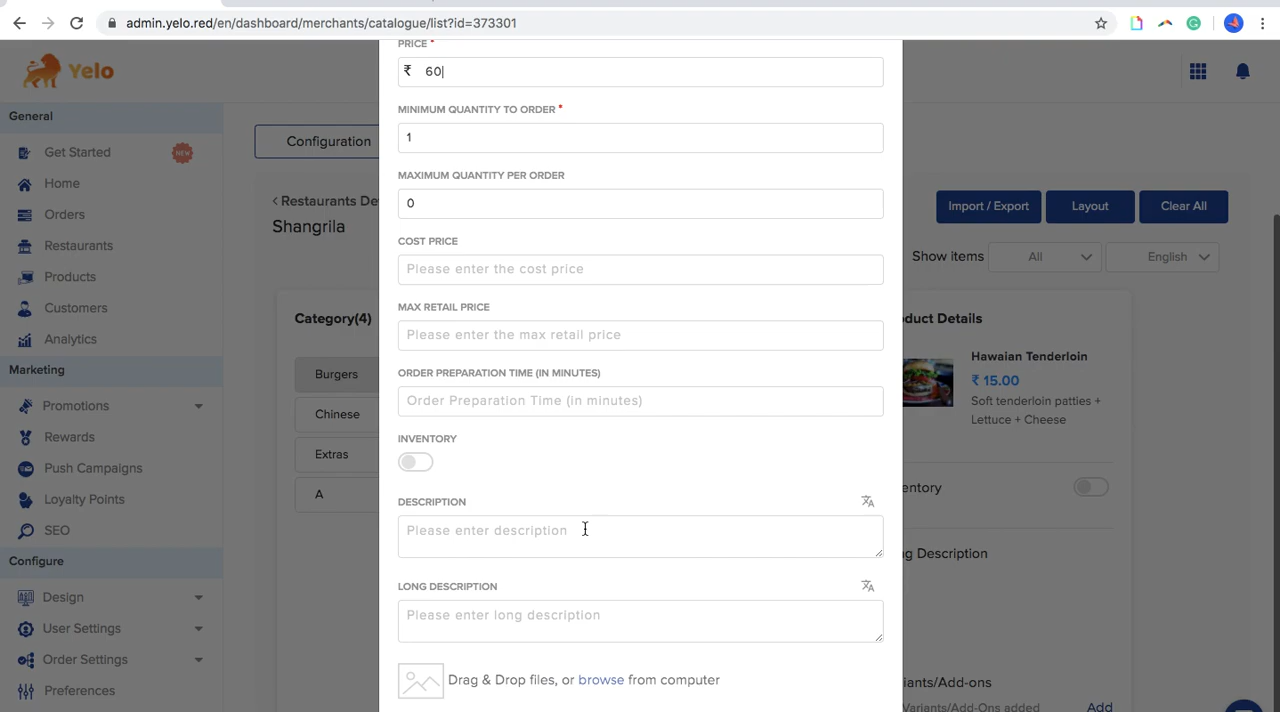 admin.yelo.red/en/dashboard/merchants/catalogue/list?id=373301
Yelo
General
Get Started
NEW
Home
Orders
Restaurants
Products
Customers
Analytics
Marketing
Promotions
Rewards
Push Campaigns
Loyalty Points
SEO
Configure
Design
User Settings
Order Settings
Preferences
Configuration
< Restaurants De
Shangrila
Import / Export
Layout
Clear All
Show items
All
English
Category(4)
Burgers
Chinese
Extras
A
PRICE *
₹ 60
MINIMUM QUANTITY TO ORDER *
1
MAXIMUM QUANTITY PER ORDER
0
COST PRICE
Please enter the cost price
MAX RETAIL PRICE
Please enter the max retail price
ORDER PREPARATION TIME (IN MINUTES)
Order Preparation Time (in minutes)
INVENTORY
DESCRIPTION
Please enter description
LONG DESCRIPTION
Please enter long description
Drag & Drop files, or browse from computer
duct Details
Hawaian Tenderloin
₹ 15.00
Soft tenderloin patties +
Lettuce + Cheese
entory
ng Description
iants/Add-ons
Variants/Add-Ons added
Add